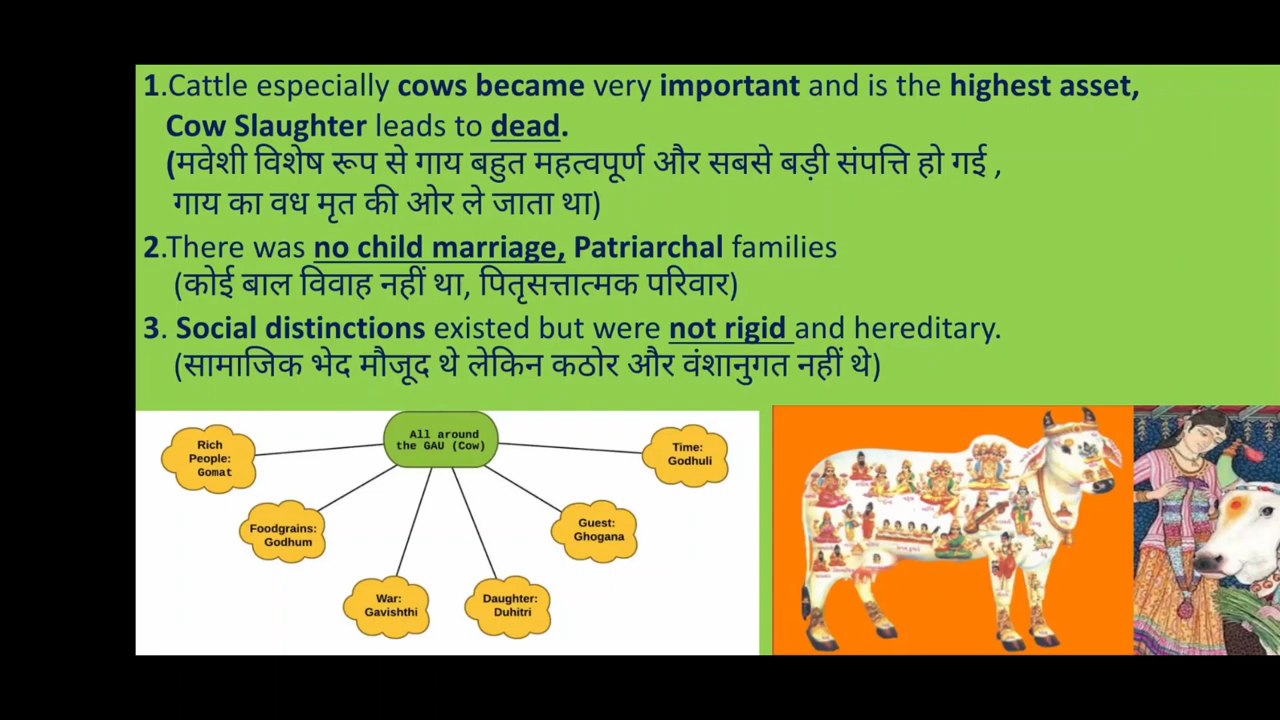 1.Cattle especially cows became very important and is the highest asset,
Cow Slaughter leads to dead.
(मवेशी विशेष रूप से गाय बहुत महत्वपूर्ण और सबसे बड़ी संपत्ति हो गई ,
गाय का वध मृत की ओर ले जाता था)
2.There was no child marriage, Patriarchal families
(कोई बाल विवाह नहीं था, पितृसत्तात्मक परिवार)
3. Social distinctions existed but were not rigid and hereditary.
(सामाजिक भेद मौजूद थे लेकिन कठोर और वंशानुगत नहीं थे)
All around
the GAU (Cow)
Rich
People:
Gomat
Time:
Godhuli
Foodgrains:
Godhum
Guest:
Ghogana
War:
Gavishthi
Daughter:
Duhitri